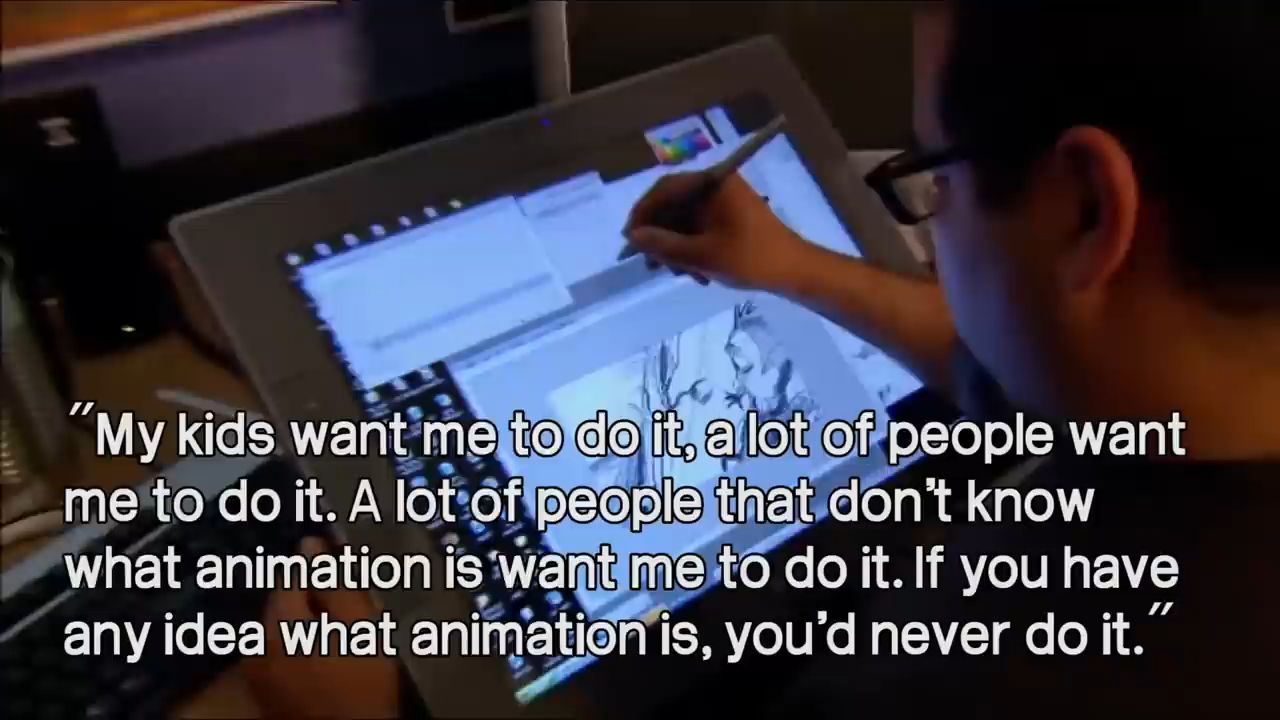 "My kids want me to do it, a lot of people want
me to do it. A lot of people that don't know
what animation is want me to do it. If you have
any idea what animation is, you'd never do it."